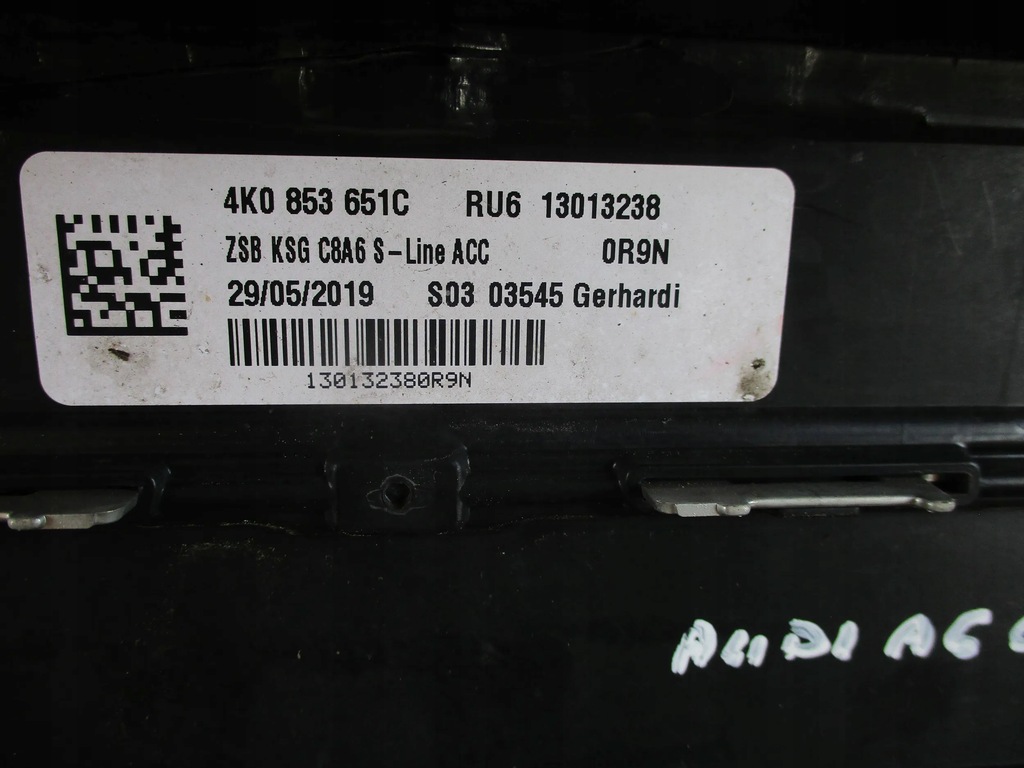 4K0 853 651C RU6 13013238
ZSB KSG C8A6 S-Line ACC 0R9N
29/05/2019 S03 03545 Gerhardi
130132380R9N
AUDI A6